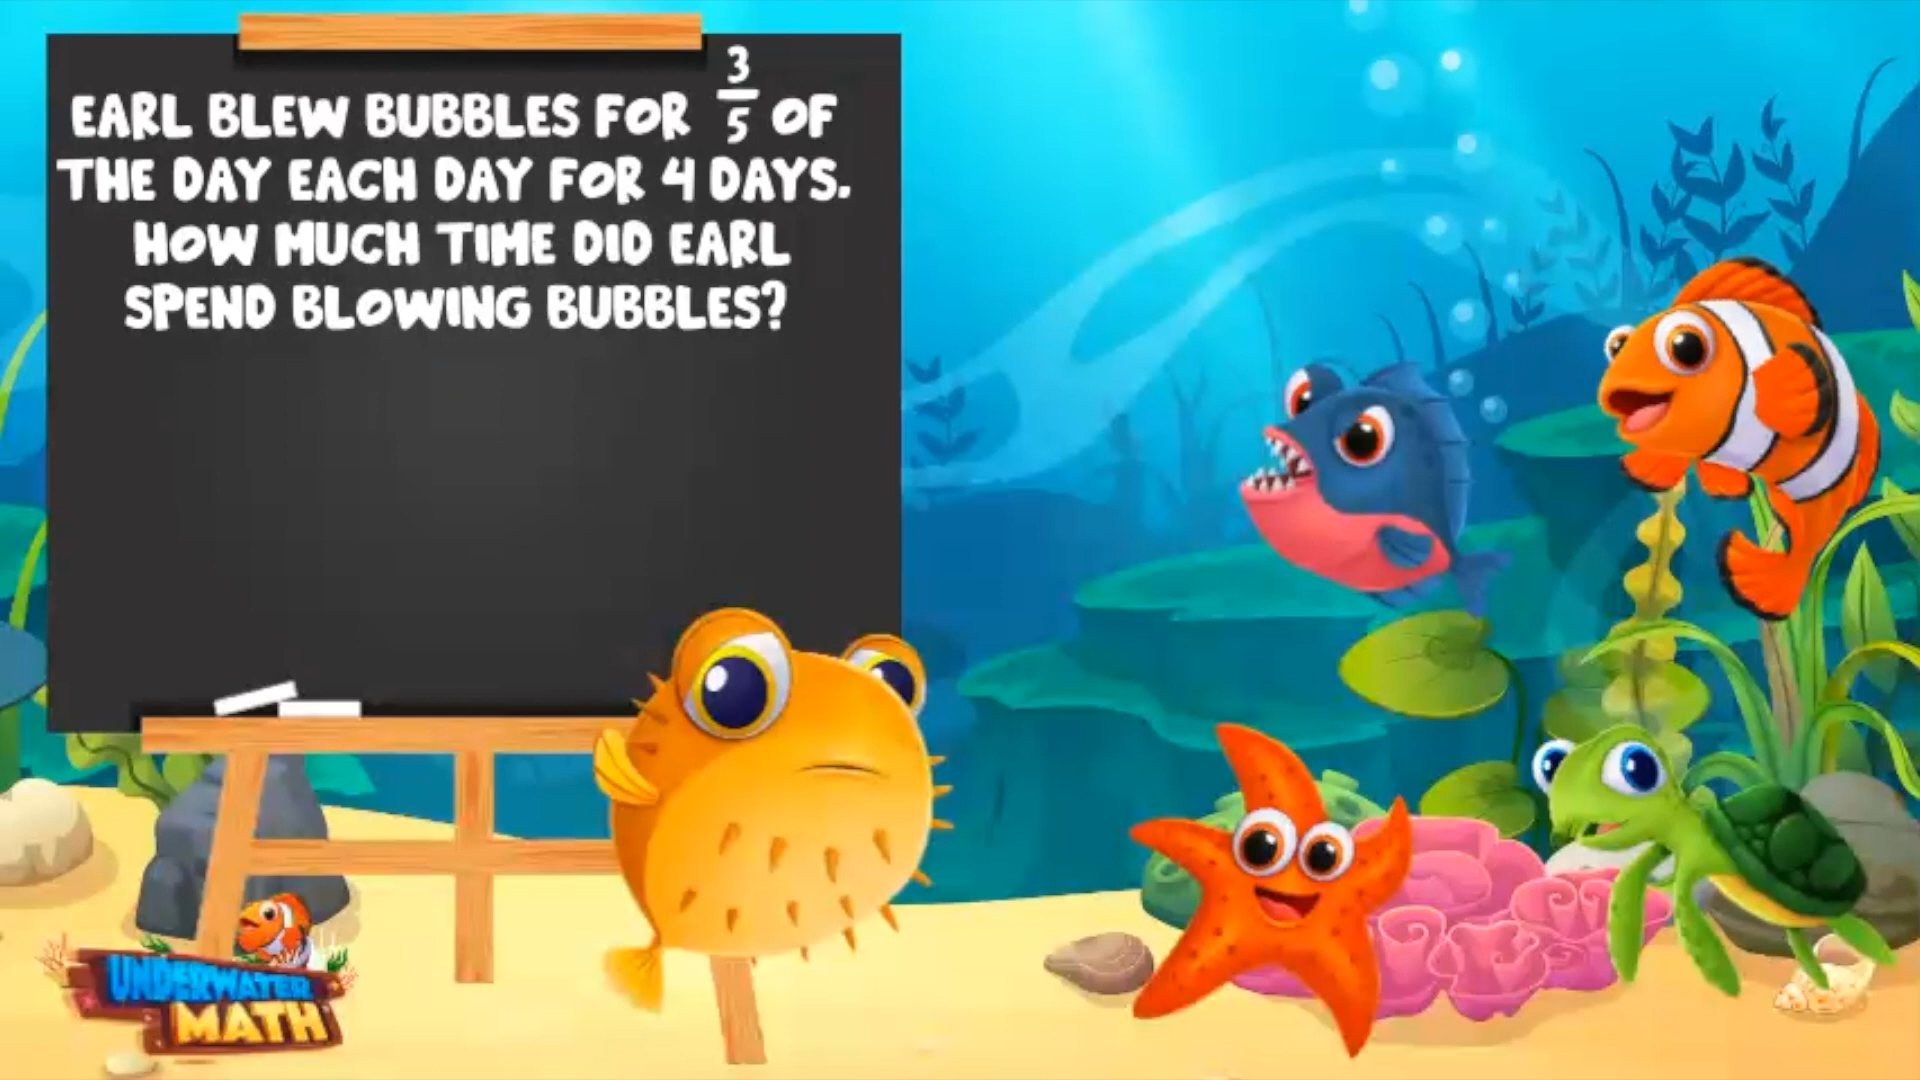 EARL BLEW BUBBLES FOR 3/5 OF
THE DAY EACH DAY FOR 4 DAYS.
HOW MUCH TIME DID EARL
SPEND BLOWING BUBBLES?
UNDERWATER
MATH